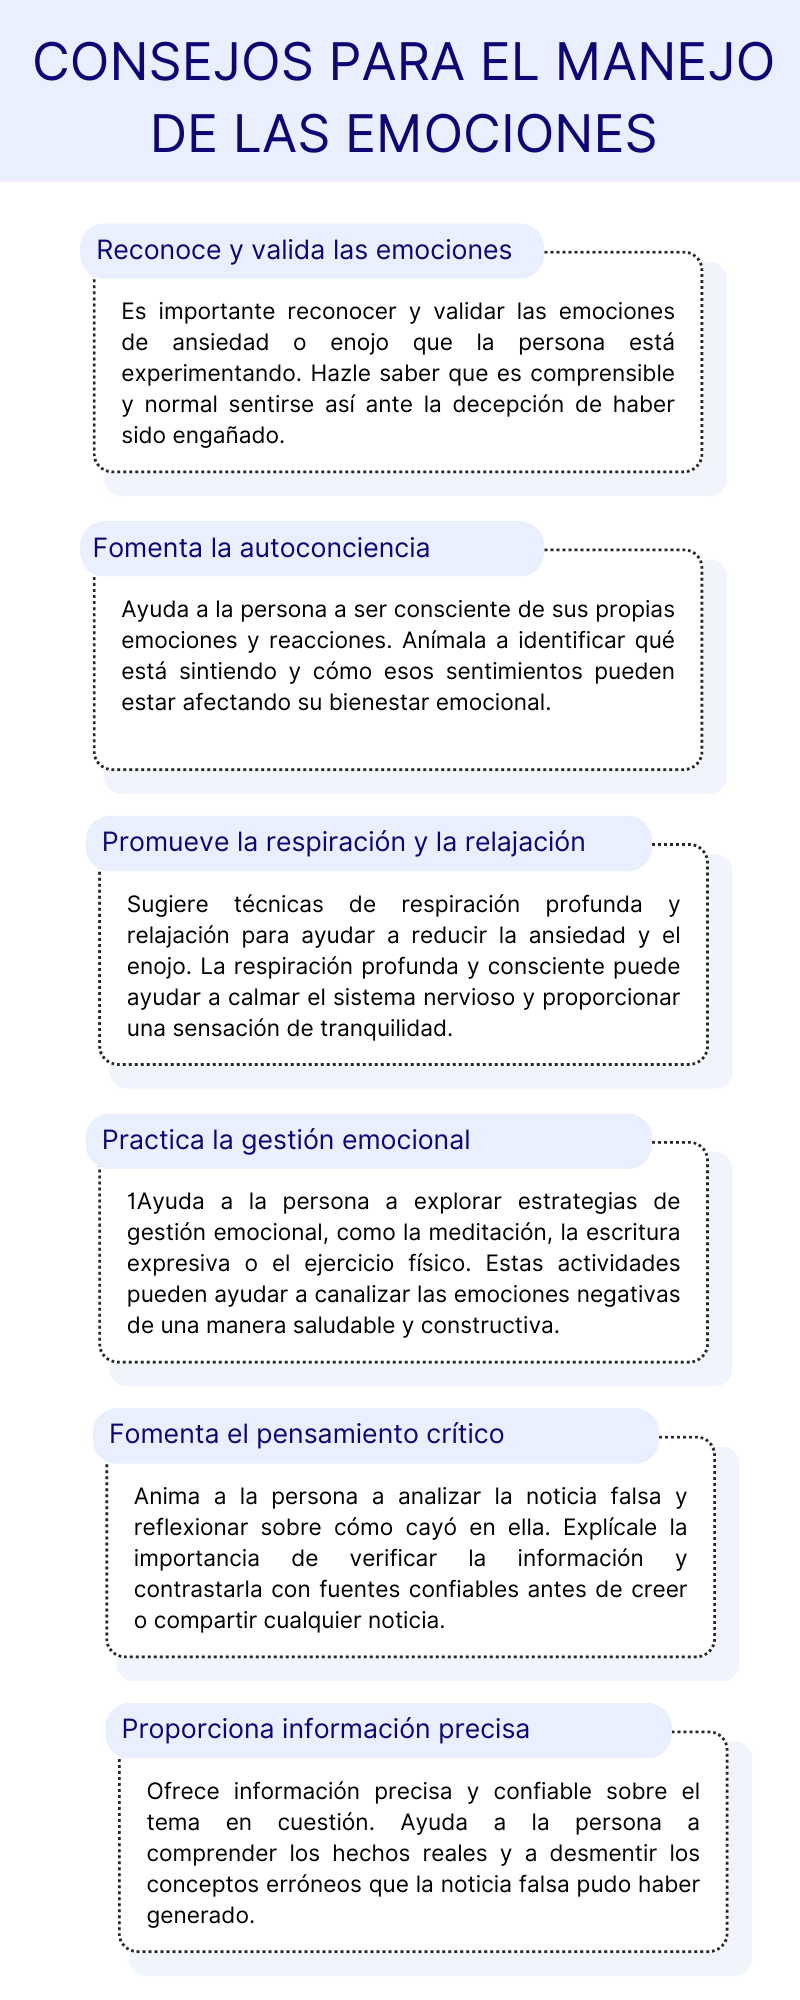 CONSEJOS PARA EL MANEJO
DE LAS EMOCIONES
Reconoce y valida las emociones
Es importante reconocer y validar las emociones
de ansiedad o enojo que la persona está
experimentando. Hazle saber que es comprensible
y normal sentirse así ante la decepción de haber
sido engañado.
Fomenta la autoconciencia
Ayuda a la persona a ser consciente de sus propias
emociones y reacciones. Anímala a identificar qué
está sintiendo y cómo esos sentimientos pueden
estar afectando su bienestar emocional.
Promueve la respiración y la relajación
Sugiere técnicas de respiración profunda y
relajación para ayudar a reducir la ansiedad y el
enojo. La respiración profunda y consciente puede
ayudar a calmar el sistema nervioso y proporcionar
una sensación de tranquilidad.
Practica la gestión emocional
1Ayuda a la persona a explorar estrategias de
gestión emocional, como la meditación, la escritura
expresiva o el ejercicio físico. Estas actividades
pueden ayudar a canalizar las emociones negativas
de una manera saludable y constructiva.
Fomenta el pensamiento crítico
Anima a la persona a analizar la noticia falsa y
reflexionar sobre cómo cayó en ella. Explícale la
importancia de verificar la información y
contrastarla con fuentes confiables antes de creer
o compartir cualquier noticia.
Proporciona información precisa
Ofrece información precisa y confiable sobre el
tema en cuestión. Ayuda a la persona a
comprender los hechos reales y a desmentir los
conceptos erróneos que la noticia falsa pudo haber
generado.